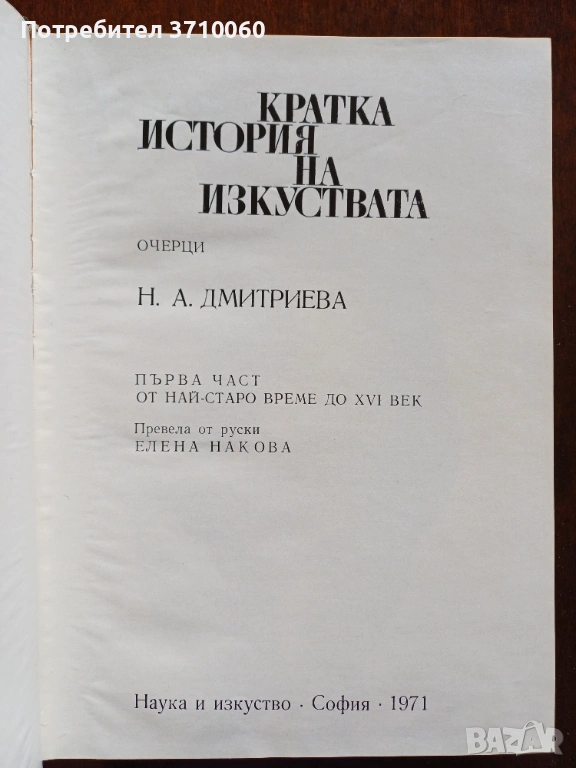 Потребител 3710060
КРАТКА
ИСТОРИЯ
НА
ИЗКУСТВАТА
ОЧЕРЦИ
Н. А. ДМИТРИЕВА
ПЪРВА ЧАСТ
ОТ НАЙ-СТАРО ВРЕМЕ ДО XVI ВЕК
Превела от руски
ЕЛЕНА НАКОВА
Наука и изкуство · София · 1971
BAZAR